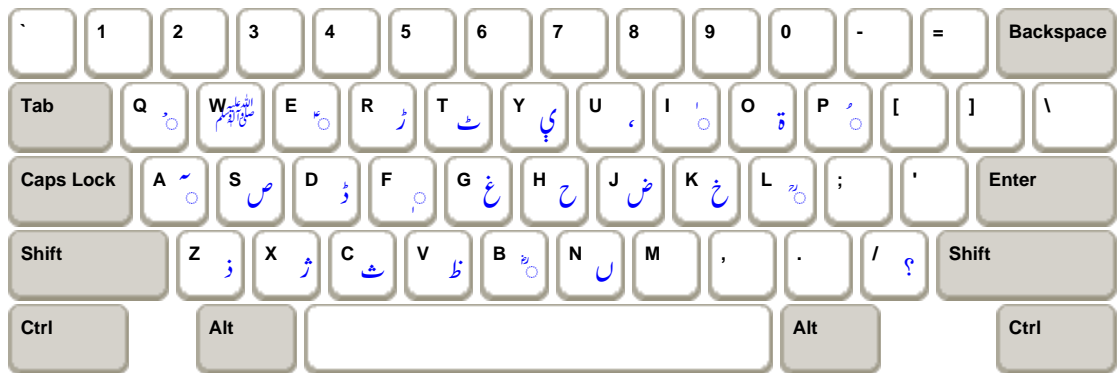 ` 1 2 3 4 5 6 7 8 9 0 - = Backspace
Tab Q ◌ٗ W ﷺ E ◌ؑ R ڑ T ٹ Y ې U ، I ◌ٰ O ة P ◌ُ [ ] \
Caps Lock A ◌ٓ S ص D ڈ F ◌ٖ G غ H ح J ض K خ L ◌ؒ ; ' Enter
Shift Z ذ X ژ C ث V ظ B ◌ؓ N ں M , . / ؟ Shift
Ctrl Alt Alt Ctrl